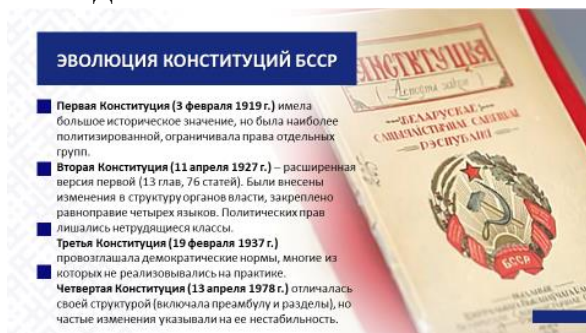 ЭВОЛЮЦИЯ КОНСТИТУЦИЙ БССР
Первая Конституция (3 февраля 1919 г.) имела
большое историческое значение, но была наиболее
политизированной, ограничивала права отдельных
групп.
Вторая Конституция (11 апреля 1927 г.) – расширенная
версия первой (13 глав, 76 статей). Были внесены
изменения в структуру органов власти, закреплено
равноправие четырех языков. Политических прав
лишались нетрудящиеся классы.
Третья Конституция (19 февраля 1937 г.)
провозглашала демократические нормы, многие из
которых не реализовывались на практике.
Четвертая Конституция (13 апреля 1978 г.) отличалась
своей структурой (включала преамбулу и разделы), но
частые изменения указывали на ее нестабильность.
БЕЛАРУСКАЕ
РЭСПУБЛІКІ
БССР